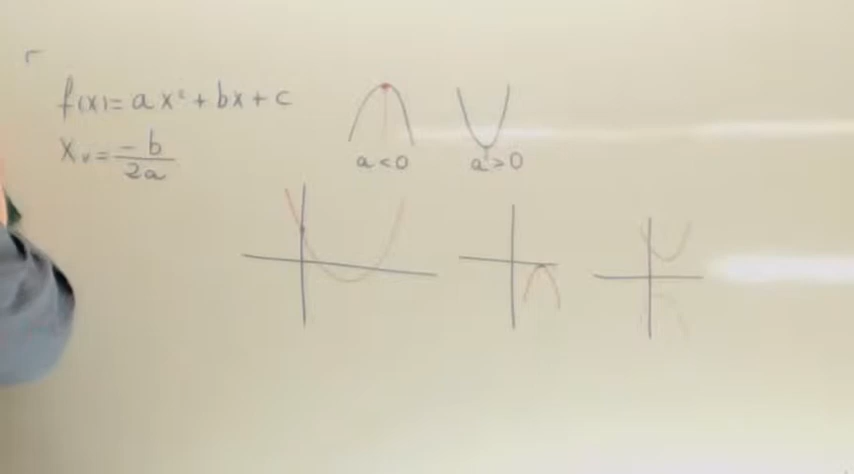 f(x)=ax²+bx+c
Xᵥ=-b/2a
a<0 a>0